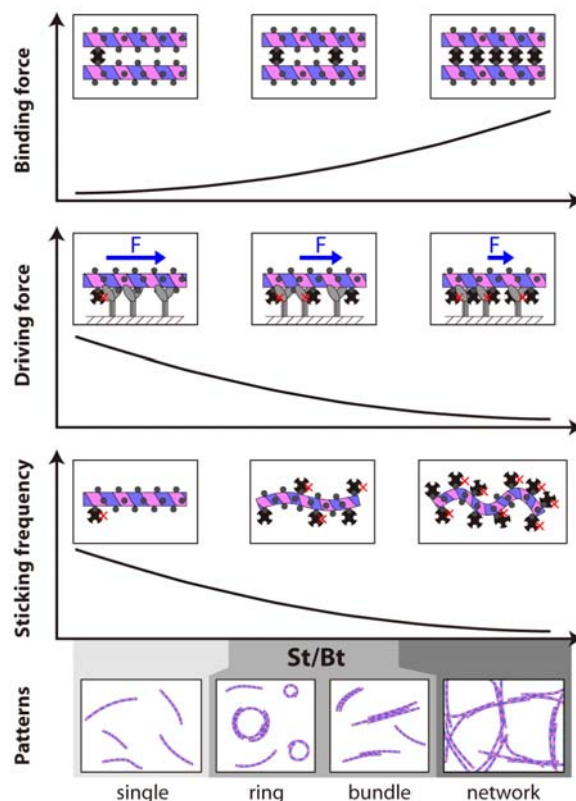 Binding force
F
F
F
Driving force
Sticking frequency
St/Bt
Patterns
single
ring
bundle
network